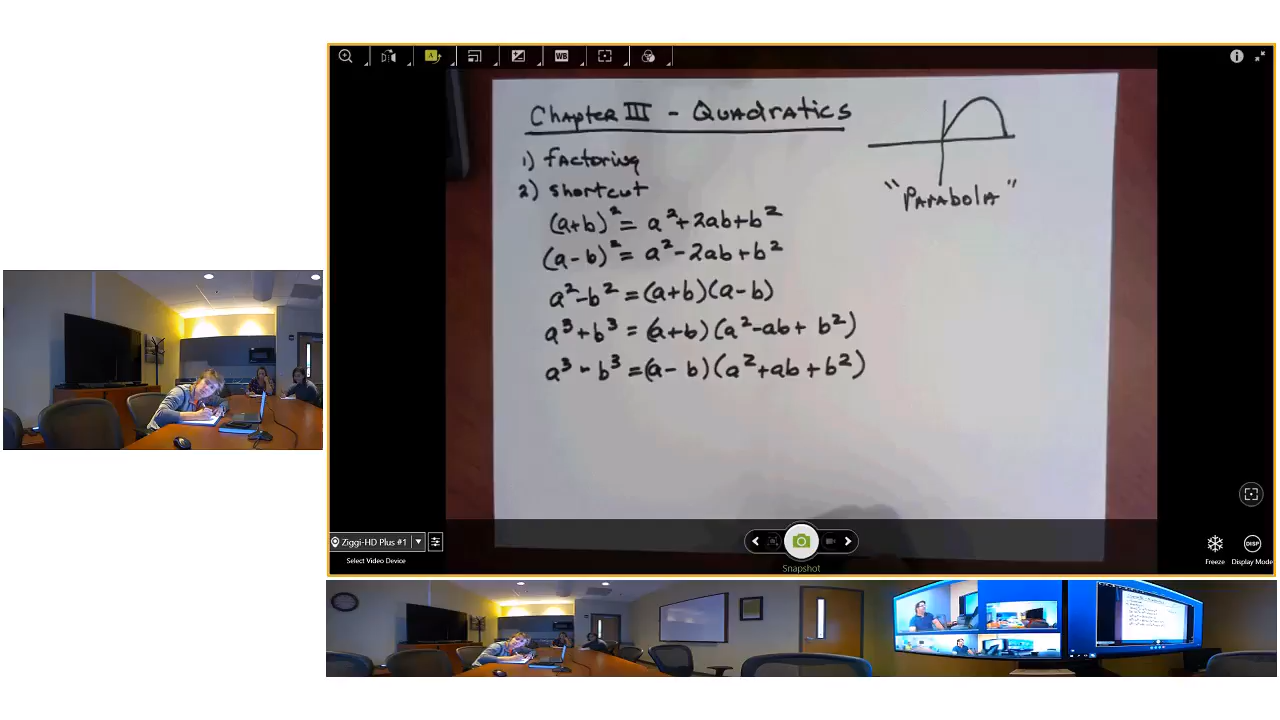 WB
Chapter III - Quadratics
1) factoring
2) shortcut
(a+b)² = a²+2ab+b²
(a-b)² = a²-2ab+b²
a²-b² = (a+b)(a-b)
a³+b³ = (a+b)(a²-ab+b²)
a³-b³ = (a-b)(a²+ab+b²)
"Parabola"
Ziggi-HD Plus #1
Select Video Device
Snapshot
Freeze
DISP
Display Mode